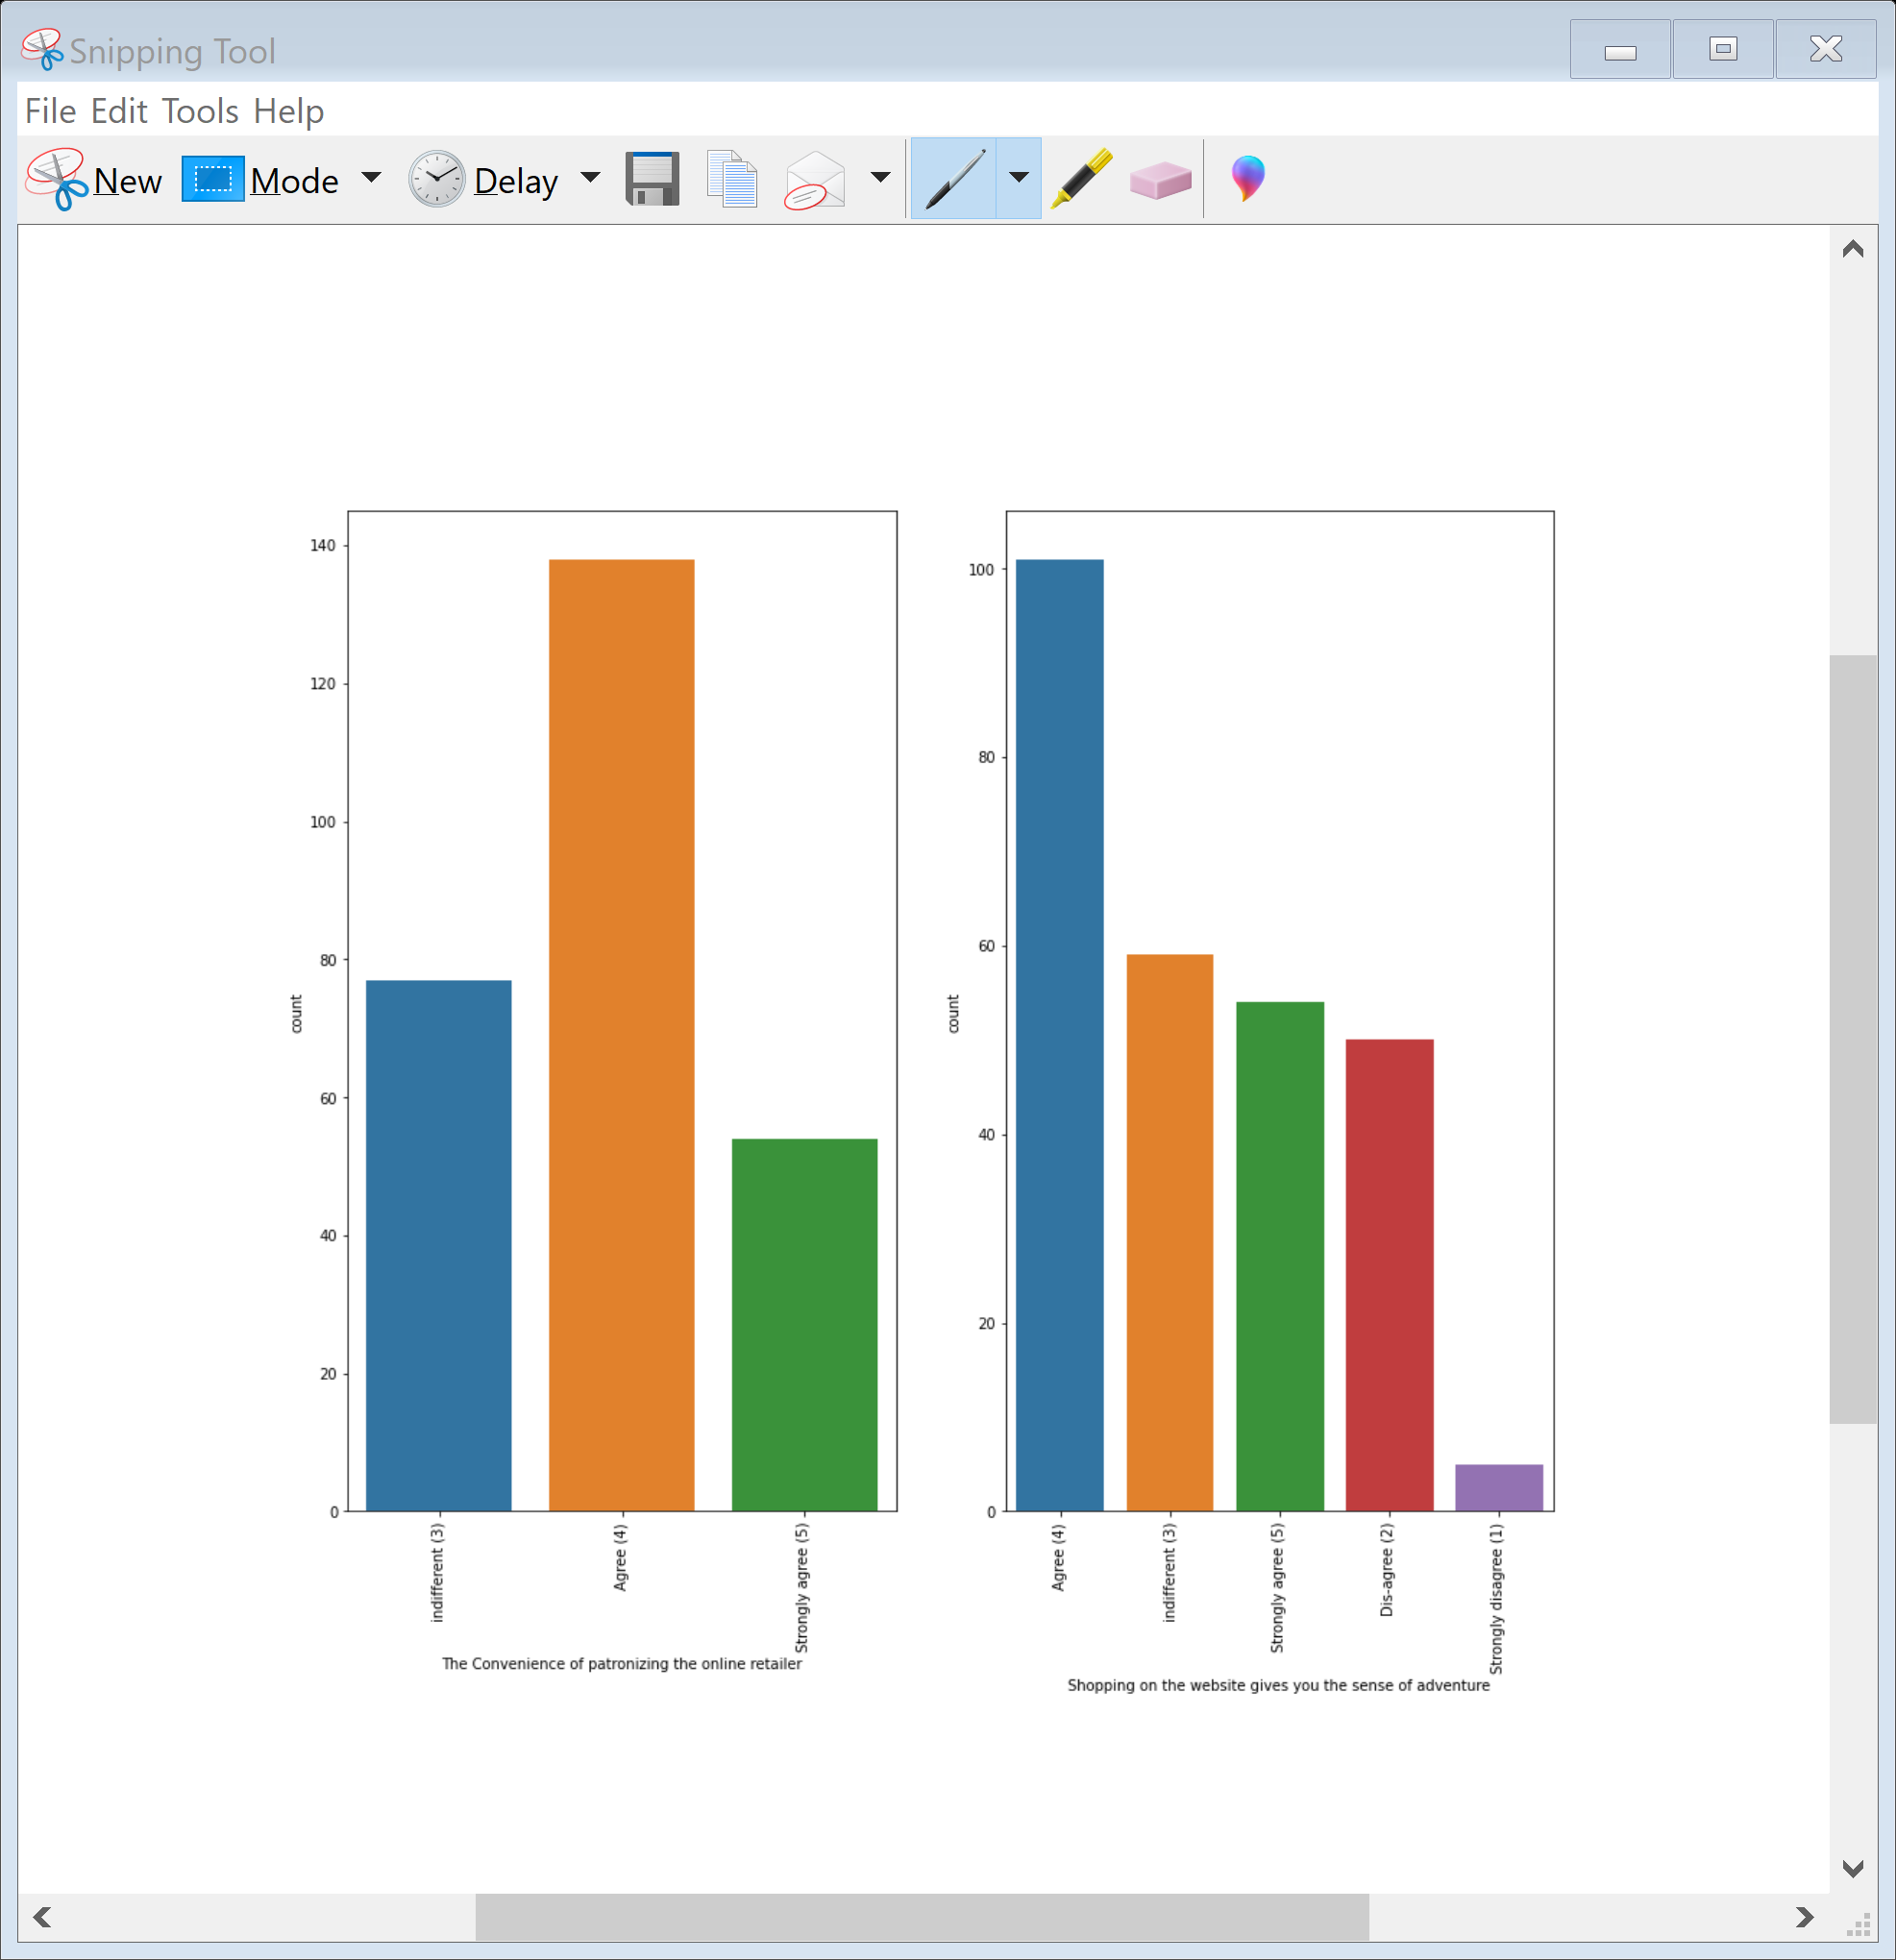 Snipping Tool
File Edit Tools Help
New Mode Delay
140
120
100
80
60
40
20
0
count
indifferent (3)
Agree (4)
Strongly agree (5)
The Convenience of patronizing the online retailer
100
80
60
40
20
0
count
Agree (4)
indifferent (3)
Strongly agree (5)
Dis-agree (2)
Strongly disagree (1)
Shopping on the website gives you the sense of adventure